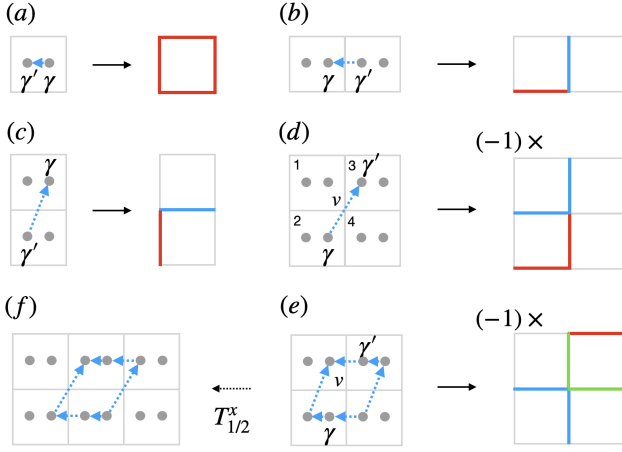 (a)
γ′ γ
(b)
γ γ′
(c)
γ
γ′
(d)
1 3 γ′
v
2 4
γ
(−1) ×
(f)
T^x_{1/2}
(e)
γ′
v
γ
(−1) ×